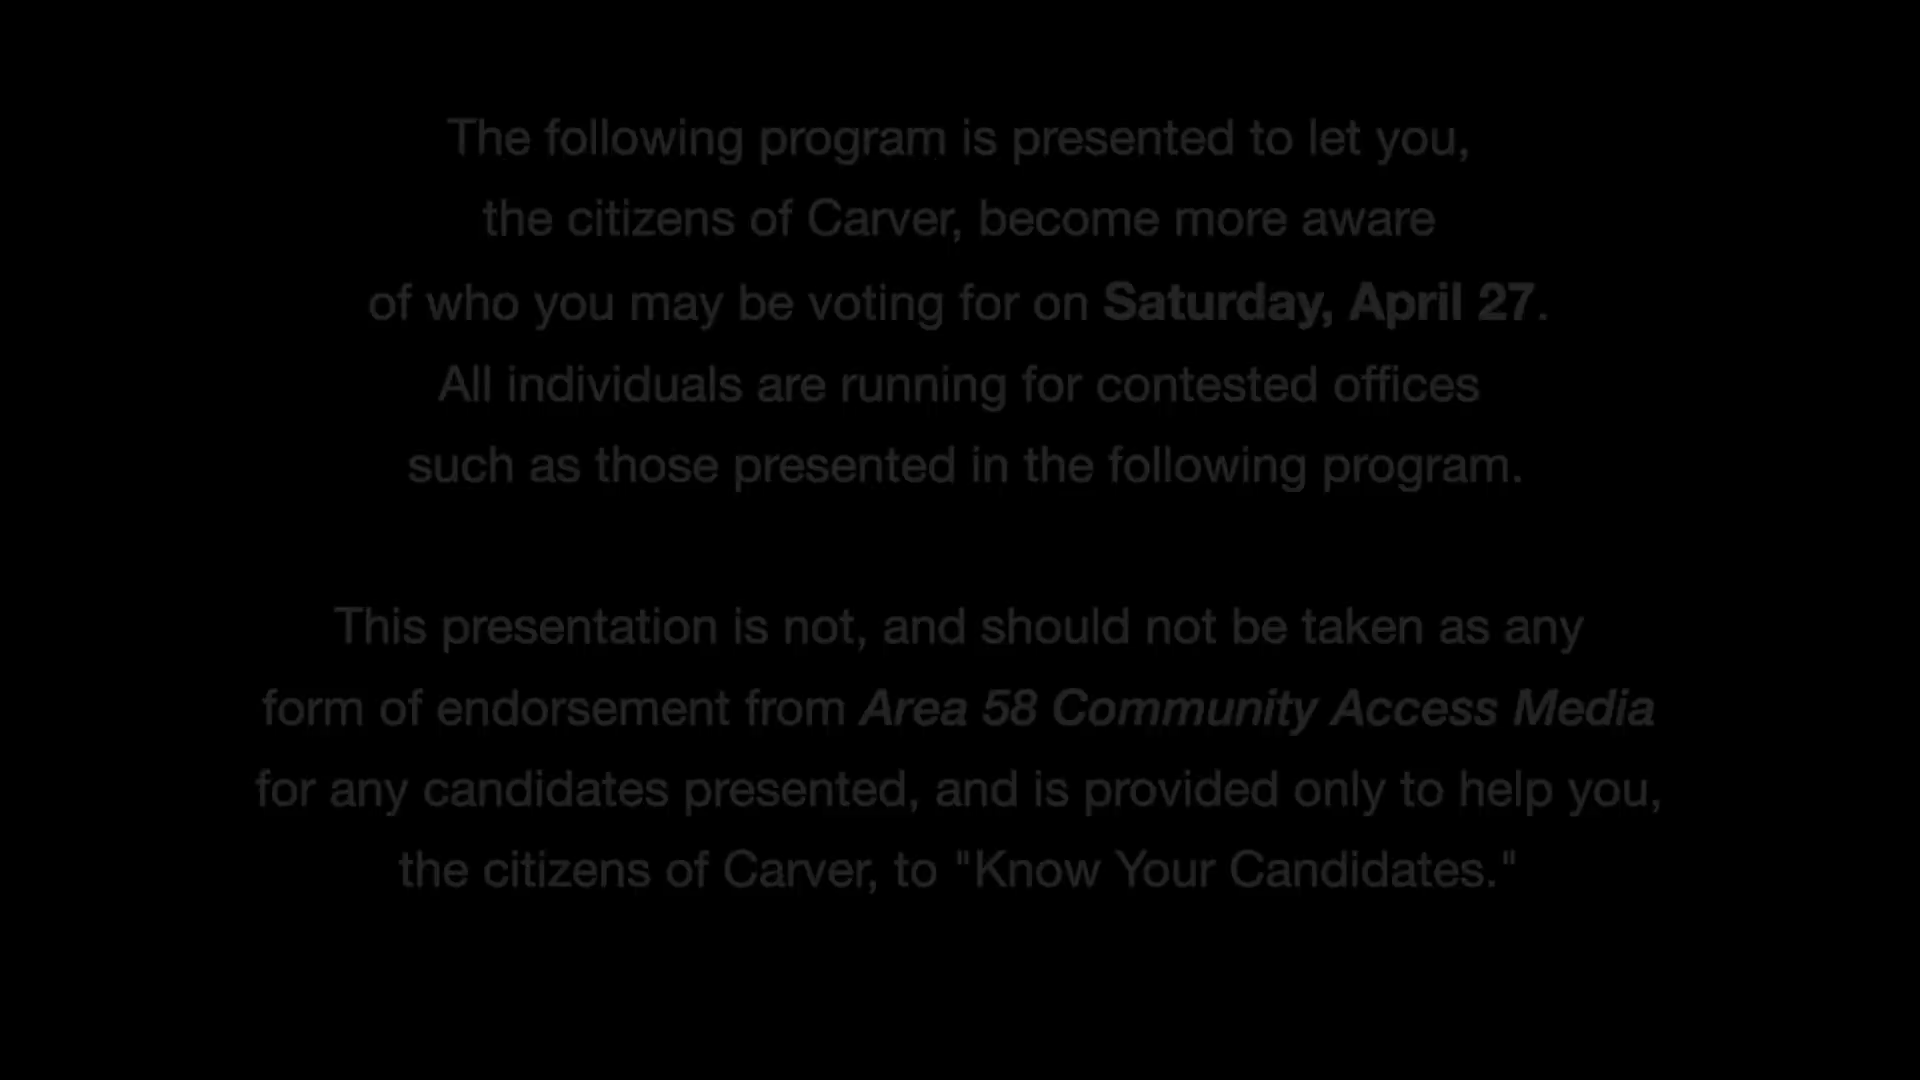 The following program is presented to let you,
the citizens of Carver, become more aware
of who you may be voting for on Saturday, April 27.
All individuals are running for contested offices
such as those presented in the following program.
This presentation is not, and should not be taken as any
form of endorsement from Area 58 Community Access Media
for any candidates presented, and is provided only to help you,
the citizens of Carver, to "Know Your Candidates."